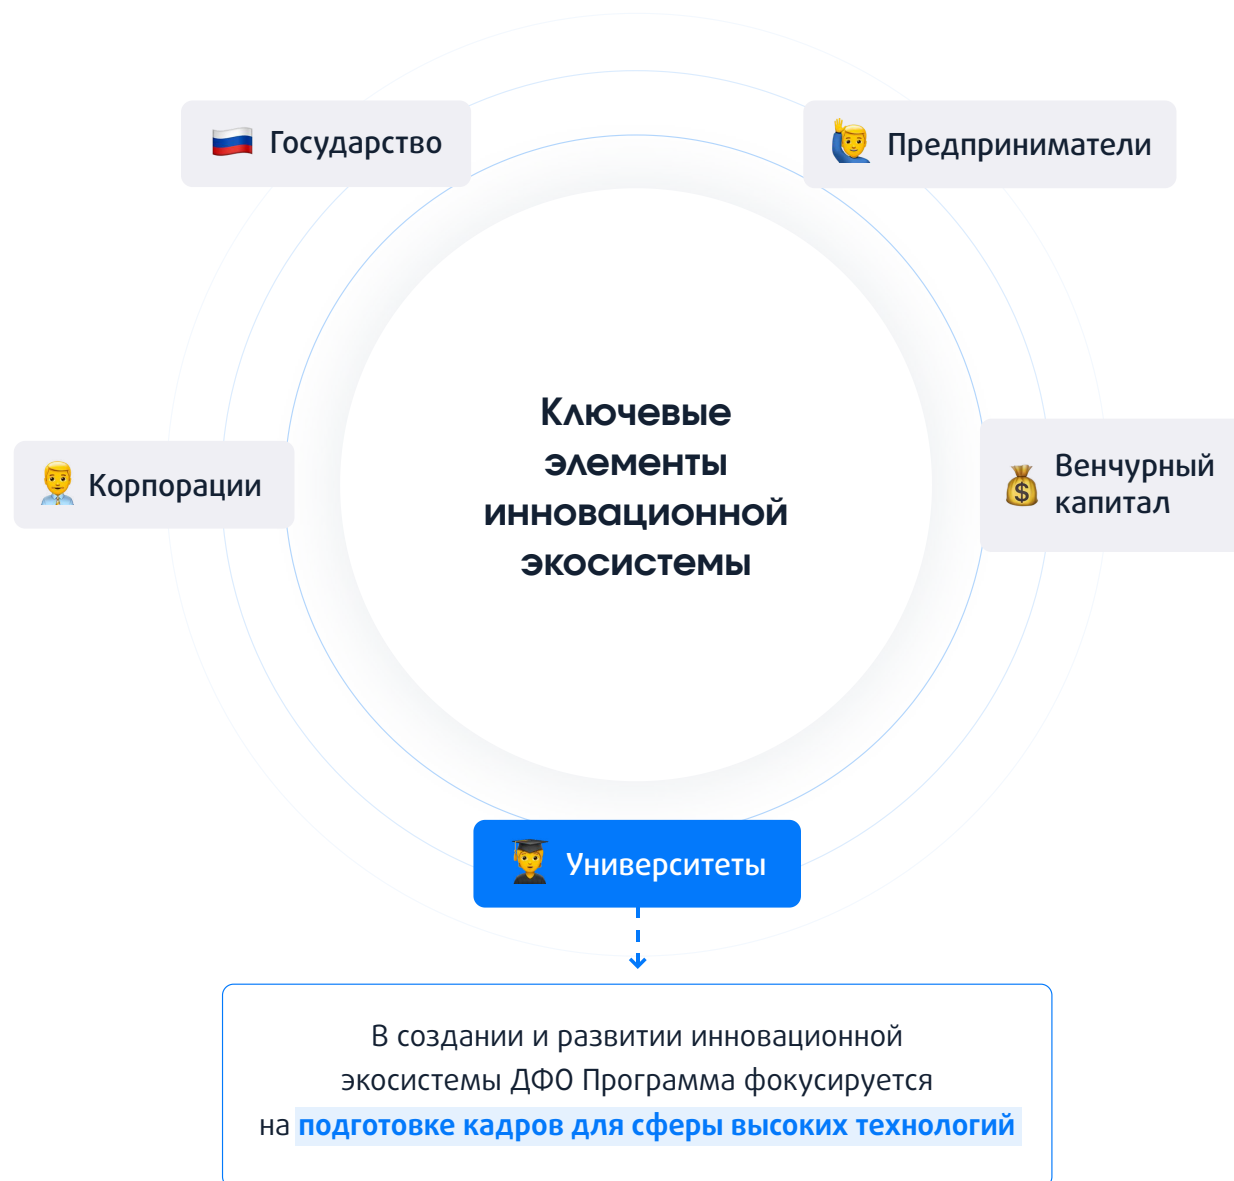 Государство
Предприниматели
Ключевые
элементы
инновационной
экосистемы
Корпорации
Венчурный
капитал
Университеты
В создании и развитии инновационной
экосистемы ДФО Программа фокусируется
на подготовке кадров для сферы высоких технологий